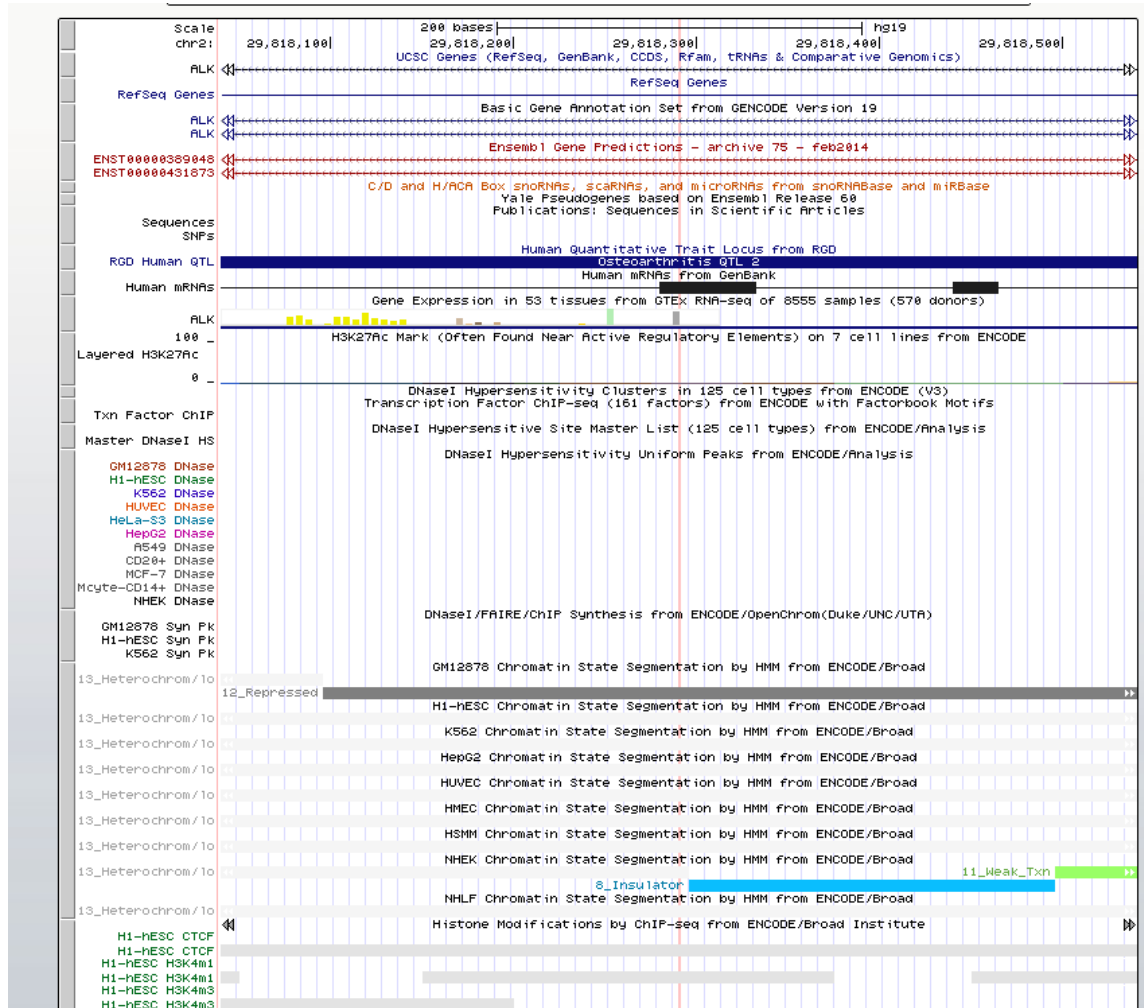 Scale 200 bases hg19
chr2: 29,818,100| 29,818,200| 29,818,300| 29,818,400| 29,818,500|
UCSC Genes (RefSeq, GenBank, CCDS, Rfam, tRNAs & Comparative Genomics)
ALK
RefSeq Genes
RefSeq Genes
Basic Gene Annotation Set from GENCODE Version 19
ALK
ALK
Ensembl Gene Predictions - archive 75 - feb2014
ENST00000389048
ENST00000431873
C/D and H/ACA Box snoRNAs, scaRNAs, and microRNAs from snoRNABase and miRBase
Yale Pseudogenes based on Ensembl Release 60
Publications: Sequences in Scientific Articles
Sequences
SNPs
Human Quantitative Trait Locus from RGD
RGD Human QTL Osteoarthritis QTL 2
Human mRNAs from GenBank
Human mRNAs
Gene Expression in 53 tissues from GTEx RNA-seq of 8555 samples (570 donors)
ALK
100 _ H3K27Ac Mark (Often Found Near Active Regulatory Elements) on 7 cell lines from ENCODE
Layered H3K27Ac
0 _
DNaseI Hypersensitivity Clusters in 125 cell types from ENCODE (V3)
Transcription Factor ChIP-seq (161 factors) from ENCODE with Factorbook Motifs
Txn Factor ChIP
DNaseI Hypersensitive Site Master List (125 cell types) from ENCODE/Analysis
Master DNaseI HS
DNaseI Hypersensitivity Uniform Peaks from ENCODE/Analysis
GM12878 DNase
H1-hESC DNase
K562 DNase
HUVEC DNase
HeLa-S3 DNase
HepG2 DNase
A549 DNase
CD20+ DNase
MCF-7 DNase
Mcyte-CD14+ DNase
NHEK DNase
DNaseI/FAIRE/ChIP Synthesis from ENCODE/OpenChrom(Duke/UNC/UTA)
GM12878 Syn Pk
H1-hESC Syn Pk
K562 Syn Pk
GM12878 Chromatin State Segmentation by HMM from ENCODE/Broad
13_Heterochrom/lo
12_Repressed
H1-hESC Chromatin State Segmentation by HMM from ENCODE/Broad
13_Heterochrom/lo
K562 Chromatin State Segmentation by HMM from ENCODE/Broad
13_Heterochrom/lo
HepG2 Chromatin State Segmentation by HMM from ENCODE/Broad
13_Heterochrom/lo
HUVEC Chromatin State Segmentation by HMM from ENCODE/Broad
13_Heterochrom/lo
HMEC Chromatin State Segmentation by HMM from ENCODE/Broad
13_Heterochrom/lo
HSMM Chromatin State Segmentation by HMM from ENCODE/Broad
13_Heterochrom/lo
NHEK Chromatin State Segmentation by HMM from ENCODE/Broad
13_Heterochrom/lo 11_Weak_Txn
8_Insulator
NHLF Chromatin State Segmentation by HMM from ENCODE/Broad
13_Heterochrom/lo
Histone Modifications by ChIP-seq from ENCODE/Broad Institute
H1-hESC CTCF
H1-hESC CTCF
H1-hESC H3K4m1
H1-hESC H3K4m1
H1-hESC H3K4m3
H1-hESC H3K4m3